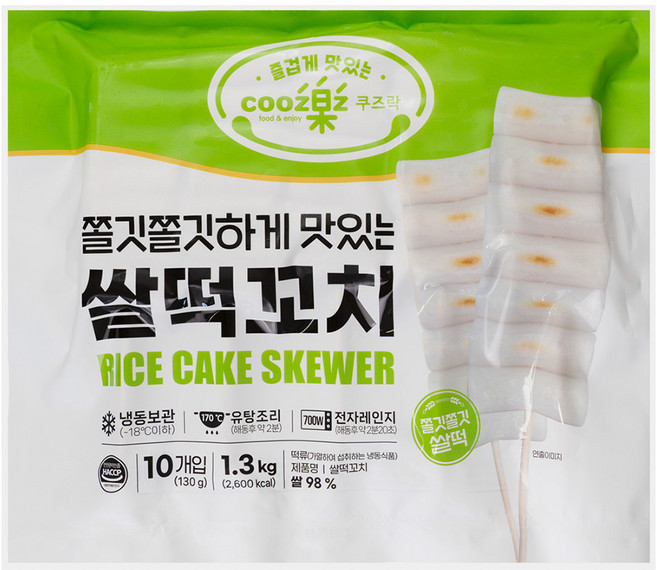 즐겁게 맛있는
cooz樂z 쿠즈락
food & enjoy
쫄깃쫄깃하게 맛있는
쌀떡꼬치
RICE CAKE SKEWER
냉동보관
(-18℃이하)
170℃ 유탕조리
(해동후 약 2분)
700W 전자레인지
(해동후 약 2분20초)
쫄깃쫄깃
쌀떡
HACCP
10개입
(130g)
1.3 kg
(2,600 kcal)
떡류(가열하여 섭취하는 냉동식품)
제품명 | 쌀떡꼬치
쌀 98 %
연출이미지